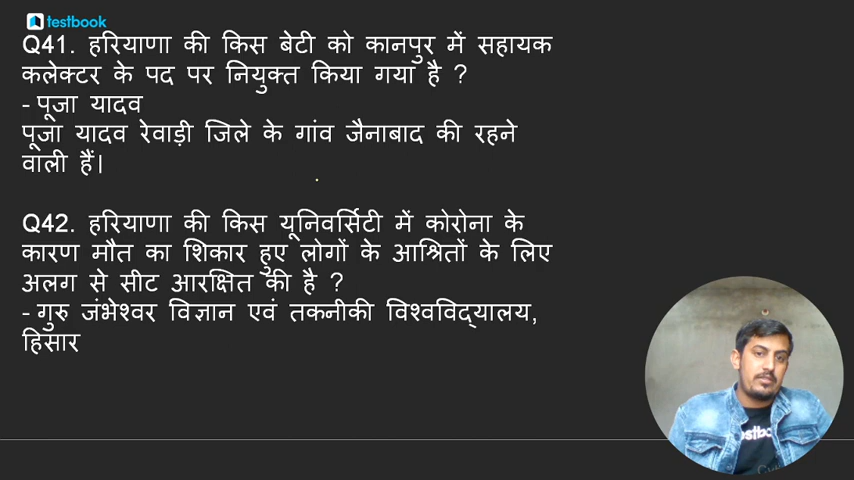 testbook
Q41. हरियाणा की किस बेटी को कानपुर में सहायक
कलेक्टर के पद पर नियुक्त किया गया है ?
- पूजा यादव
पूजा यादव रेवाड़ी जिले के गांव जैनाबाद की रहने
वाली हैं।
Q42. हरियाणा की किस यूनिवर्सिटी में कोरोना के
कारण मौत का शिकार हुए लोगों के आश्रितों के लिए
अलग से सीट आरक्षित की है ?
- गुरु जंभेश्वर विज्ञान एवं तकनीकी विश्वविद्यालय,
हिसार